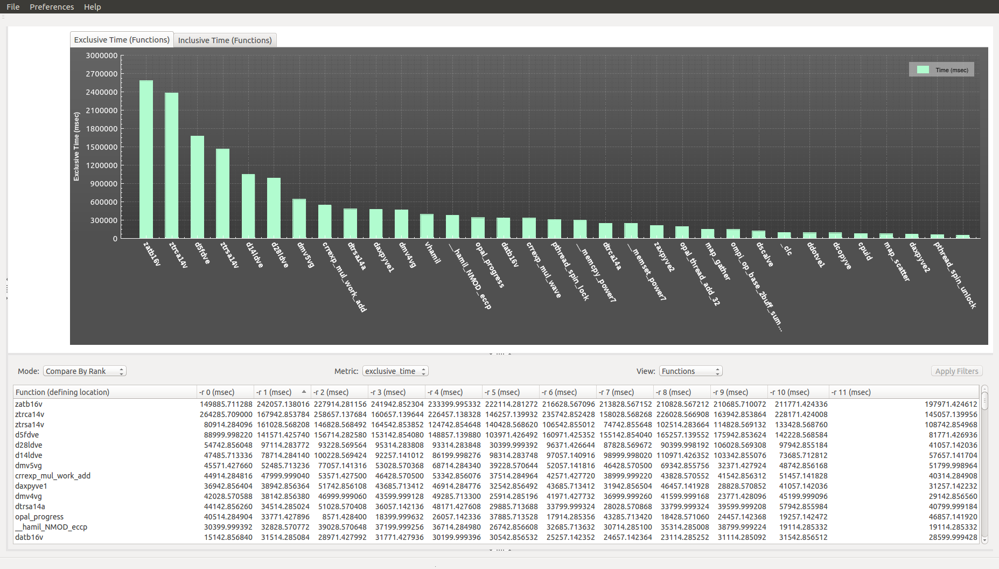 File Preferences Help
Exclusive Time (Functions) Inclusive Time (Functions)
3000000
2700000
2400000
2100000
1800000
1500000
1200000
900000
600000
300000
0
Exclusive Time (msec)
Time (msec)
zatb16v
ztrca14v
d5fdve
ztrsa14v
d14ldve
d28ldve
dmv5vg
crrexp_mul_work_add
dtrsa14a
daxpyve1
dmv4vg
vhamil
__hamil_NMOD_eccp
opal_progress
datb16v
crrexp_mul_wave
pthread_spin_lock
__memcpy_power7
dtrca14a
__memset_power7
zaxpyve2
opal_thread_add_32
map_gather
ompi_op_base_2buff_sum...
dscalve
_clc
ddotve1
dcopyve
cpuid
map_scatter
daxpyve2
pthread_spin_unlock
Mode: Compare By Rank Metric: exclusive_time View: Functions Apply Filters
Function (defining location) -r 0 (msec) -r 1 (msec) -r 2 (msec) -r 3 (msec) -r 4 (msec) -r 5 (msec) -r 6 (msec) -r 7 (msec) -r 8 (msec) -r 9 (msec) -r 10 (msec) -r 11 (msec)
zatb16v 149885.711288 242057.138016 227914.281156 241942.852304 233399.995332 222114.281272 216628.567096 213828.567152 210828.567212 210685.710072 211771.424336 197971.424612
ztrca14v 264285.709000 167942.853784 258657.137684 160657.139644 226457.138328 146257.139932 235742.852428 158028.568268 226028.566908 163942.853864 228171.424008 145057.139956
ztrsa14v 80914.284096 161028.568208 146828.568492 164542.853852 124742.854648 140428.568620 106542.855012 74742.855648 102514.283664 114828.569132 133428.568760 108742.854968
d5fdve 88999.998220 141571.425740 156714.282580 153142.854080 148857.139880 103971.426492 160971.425352 155142.854040 165257.139552 175942.853624 142228.568584 81771.426936
d28ldve 54742.856048 97114.283772 93228.569564 95314.283808 93314.283848 30399.999392 96371.426644 87828.569672 90399.998192 106028.569308 97942.855184 41057.142036
d14ldve 47485.713336 78714.284140 100228.569424 92257.141012 86199.998276 98314.283748 97057.140916 98999.998020 110971.426352 103342.855076 73685.712812 57657.141704
dmv5vg 45571.427660 52485.713236 77057.141316 53028.570368 68714.284340 39228.570644 52057.141816 46428.570500 69342.855756 32371.427924 48742.856168 51799.998964
crrexp_mul_work_add 44914.284816 47999.999040 53571.427500 46428.570500 53342.856076 37514.284964 42571.427720 38999.999220 43828.570552 41542.856312 51457.141828 40314.284908
daxpyve1 36942.856404 38942.856364 51742.856108 43685.713412 46914.284776 32542.856492 43685.713412 31942.856504 46457.141928 28828.570852 41057.142036 31257.142232
dmv4vg 42028.570588 38142.856380 46999.999060 43599.999128 49285.713300 25914.285196 41971.427732 36999.999260 41599.999168 23771.428096 45199.999096 29142.856560
dtrsa14a 44142.856260 34514.285024 51028.570408 36057.142136 48171.427608 29885.713688 33799.999324 28028.570868 33799.999324 39599.999208 57942.855984 40799.999184
opal_progress 40514.284904 33771.427896 8571.428400 18399.999632 26057.142336 37885.713528 17914.285356 43285.713420 18428.571060 24457.142368 19257.142472 46857.141920
__hamil_NMOD_eccp 30399.999392 32828.570772 39028.570648 37199.999256 36714.284980 26742.856608 32685.713632 30714.285100 35314.285008 38799.999224 19114.285332 19114.285332
datb16v 15142.856840 31514.285084 28971.427992 31771.427936 30199.999396 30542.856532 25257.142352 24657.142364 23114.285252 31114.285092 31542.856512 28599.999428